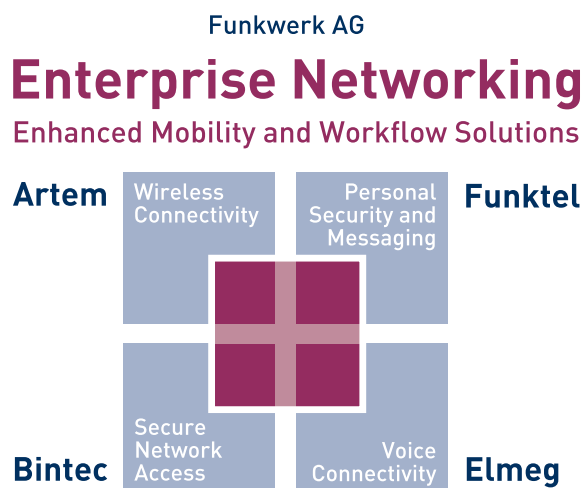 Funkwerk AG
Enterprise Networking
Enhanced Mobility and Workflow Solutions
Artem
Wireless
Connectivity
Personal
Security and
Messaging
Funktel
Bintec
Secure
Network
Access
Voice
Connectivity
Elmeg